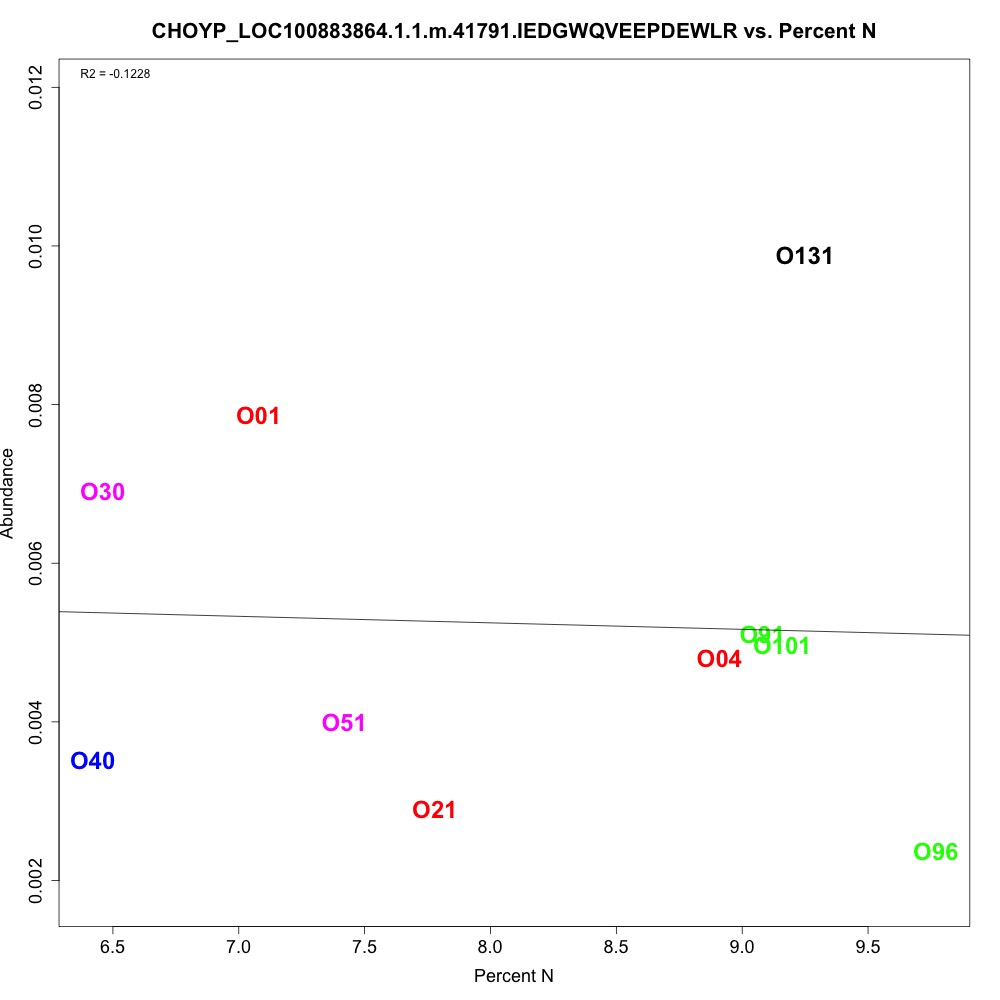 CHOYP_LOC100883864.1.1.m.41791.IEDGWQVEEPDEWLR vs. Percent N
R2 = -0.1228
0.012
0.010
O131
0.008
O01
O30
Abundance
0.006
O91
O101
O04
0.004
O51
O40
O21
O96
0.002
6.5 7.0 7.5 8.0 8.5 9.0 9.5
Percent N